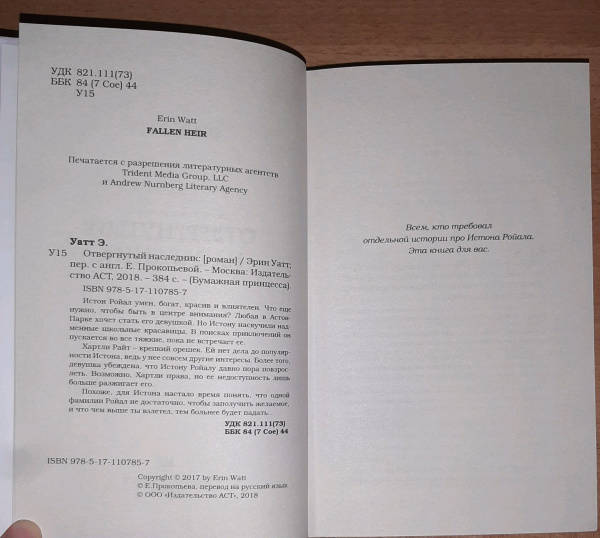 УДК 821.111(73)
ББК 84 (7 Сое) 44
У15
Erin Watt
FALLEN HEIR
Печатается с разрешения литературных агентств
Trident Media Group, LLC
и Andrew Nurnberg Literary Agency
Уатт Э.
У15 Отвергнутый наследник: [роман] / Эрин Уатт;
пер. с англ. Е. Прокопьевой. – Москва: Издатель-
ство АСТ, 2018. – 384 с. – (Бумажная принцесса).
ISBN 978-5-17-110785-7
Истон Ройал умен, богат, красив и влиятелен. Что еще
нужно, чтобы быть в центре внимания? Любая в Астор-
Парке хочет стать его девушкой. Но Истону наскучили над-
менные школьные красавицы. В поисках приключений он
пускается во все тяжкие, пока не встречает ее.
Хартли Райт – крепкий орешек. Ей нет дела до популяр-
ности Истона, ведь у нее совсем другие интересы. Более того,
девушка убеждена, что Истону Ройалу давно пора повзрос-
леть. Возможно, Хартли права, но ее недоступность лишь
больше разжигает его.
Похоже, для Истона настало время понять, что одной
фамилии Ройал не достаточно, чтобы заполучить желаемое,
и что чем выше ты взлетел, тем больнее будет падать...
УДК 821.111(73)
ББК 84 (7 Сое) 44
ISBN 978-5-17-110785-7
Copyright © 2017 by Erin Watt
© Е.Прокопьева, перевод на русский язык
© ООО «Издательство АСТ», 2018
Всем, кто требовал
отдельной истории про Истона Ройала.
Эта книга для вас.